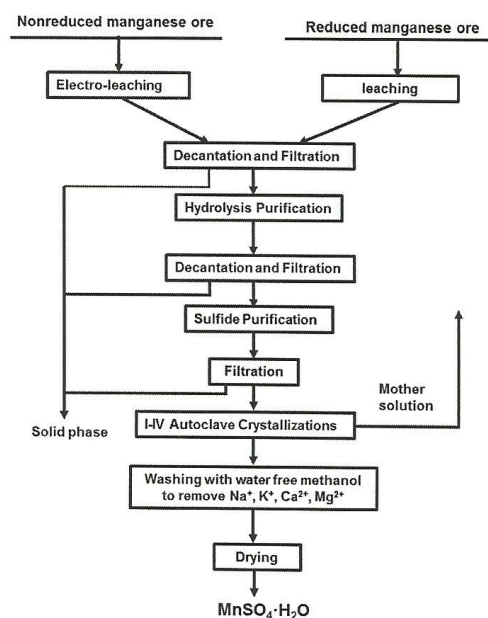 Nonreduced manganese ore
Reduced manganese ore
Electro-leaching
leaching
Decantation and Filtration
Hydrolysis Purification
Decantation and Filtration
Sulfide Purification
Filtration
Mother
solution
Solid phase
I-IV Autoclave Crystallizations
Washing with water free methanol
to remove Na⁺, K⁺, Ca²⁺, Mg²⁺
Drying
MnSO₄·H₂O